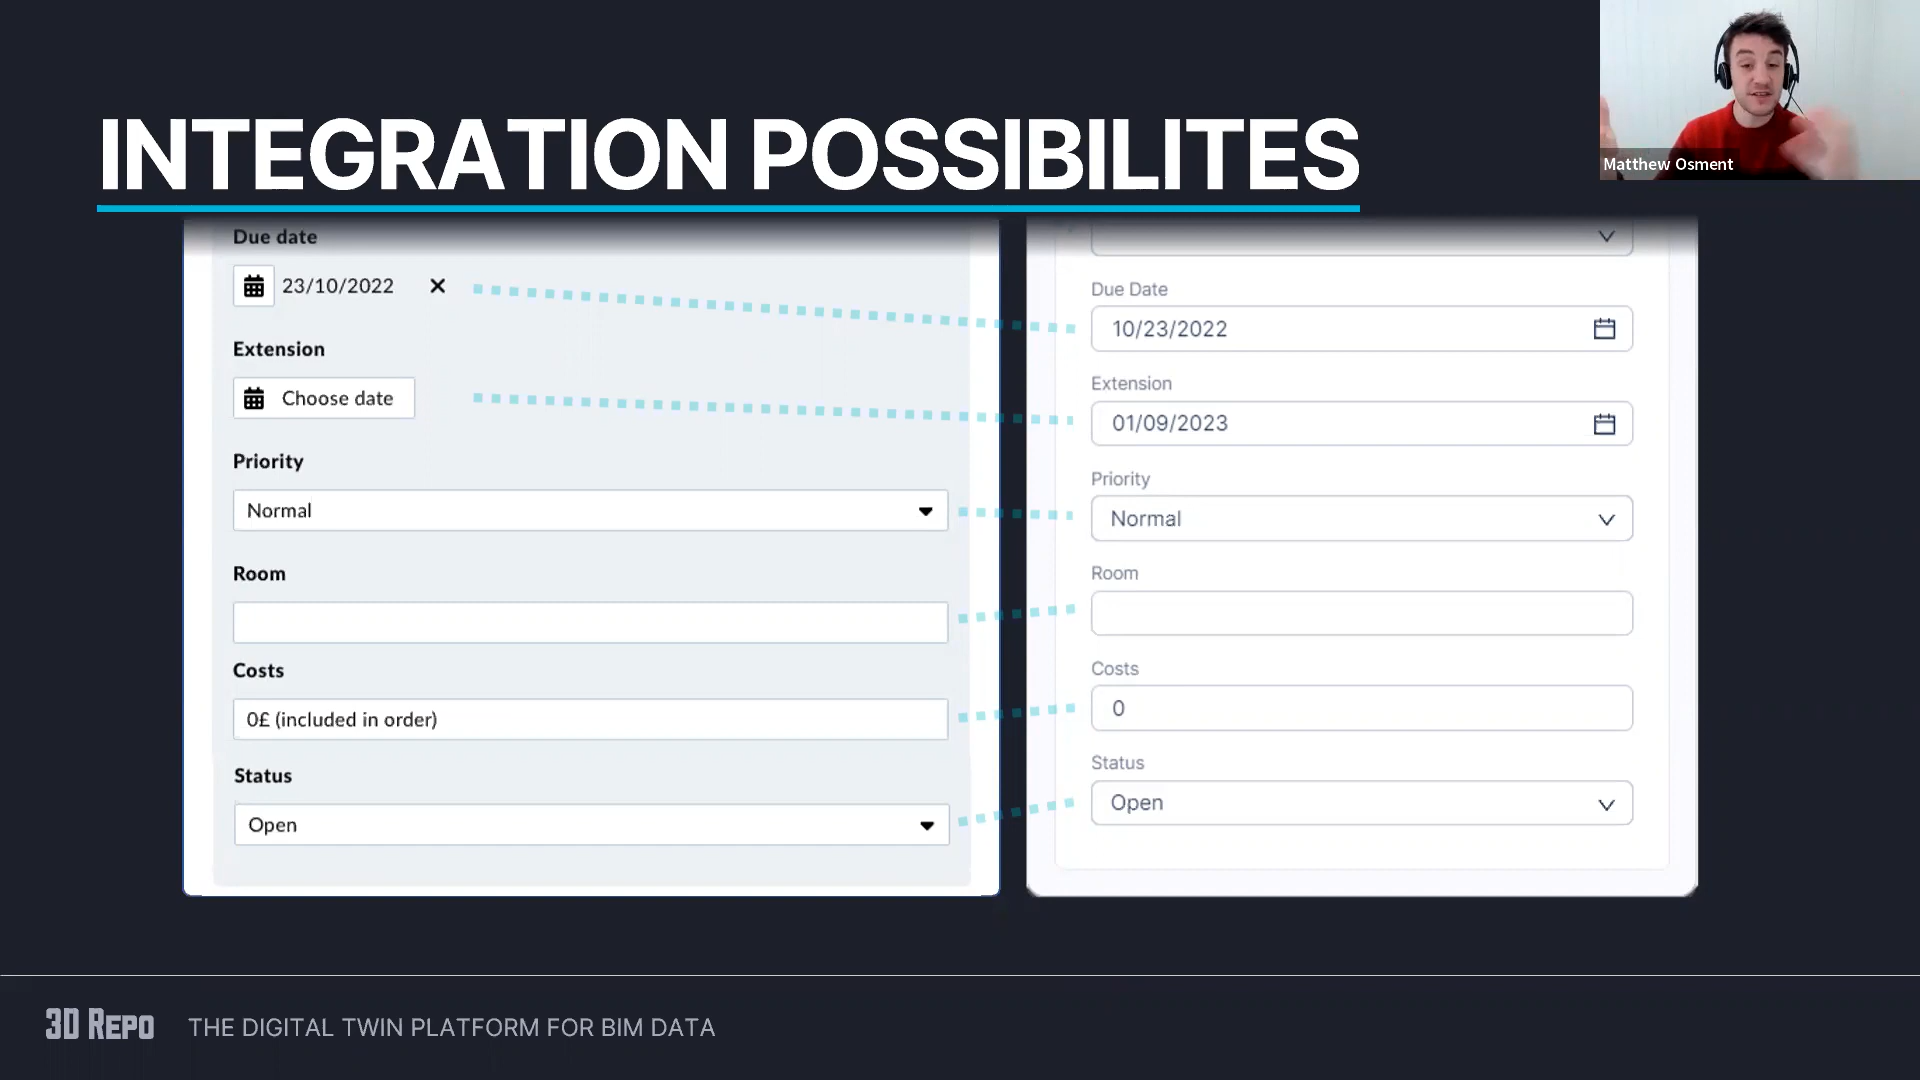 INTEGRATION POSSIBILITES
Matthew Osment
Due date
23/10/2022
Extension
Choose date
Priority
Normal
Room
Costs
0£ (included in order)
Status
Open
Due Date
10/23/2022
Extension
01/09/2023
Priority
Normal
Room
Costs
0
Status
Open
3D REPO
THE DIGITAL TWIN PLATFORM FOR BIM DATA